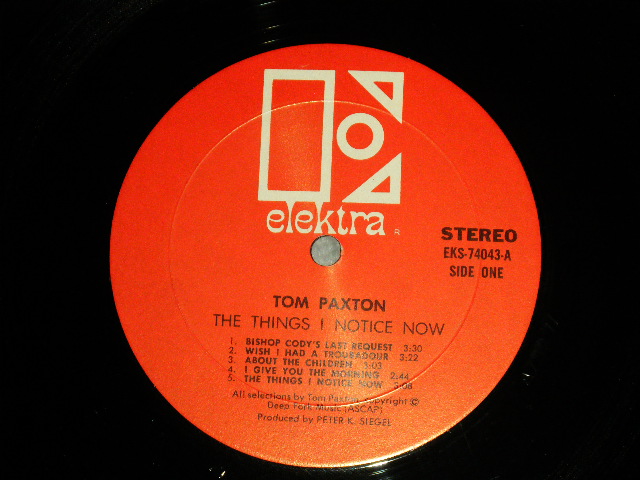 elektra
R
STEREO
EKS-74043-A
SIDE ONE
TOM PAXTON
THE THINGS I NOTICE NOW
1. BISHOP CODY'S LAST REQUEST 3:30
2. WISH I HAD A TROUBADOUR 3:22
3. ABOUT THE CHILDREN 3:03
4. I GIVE YOU THE MORNING 2:44
5. THE THINGS I NOTICE NOW 3:08
All selections by Tom Paxton, copyright ©
Deep Fork Music (ASCAP)
Produced by PETER K. SIEGEL